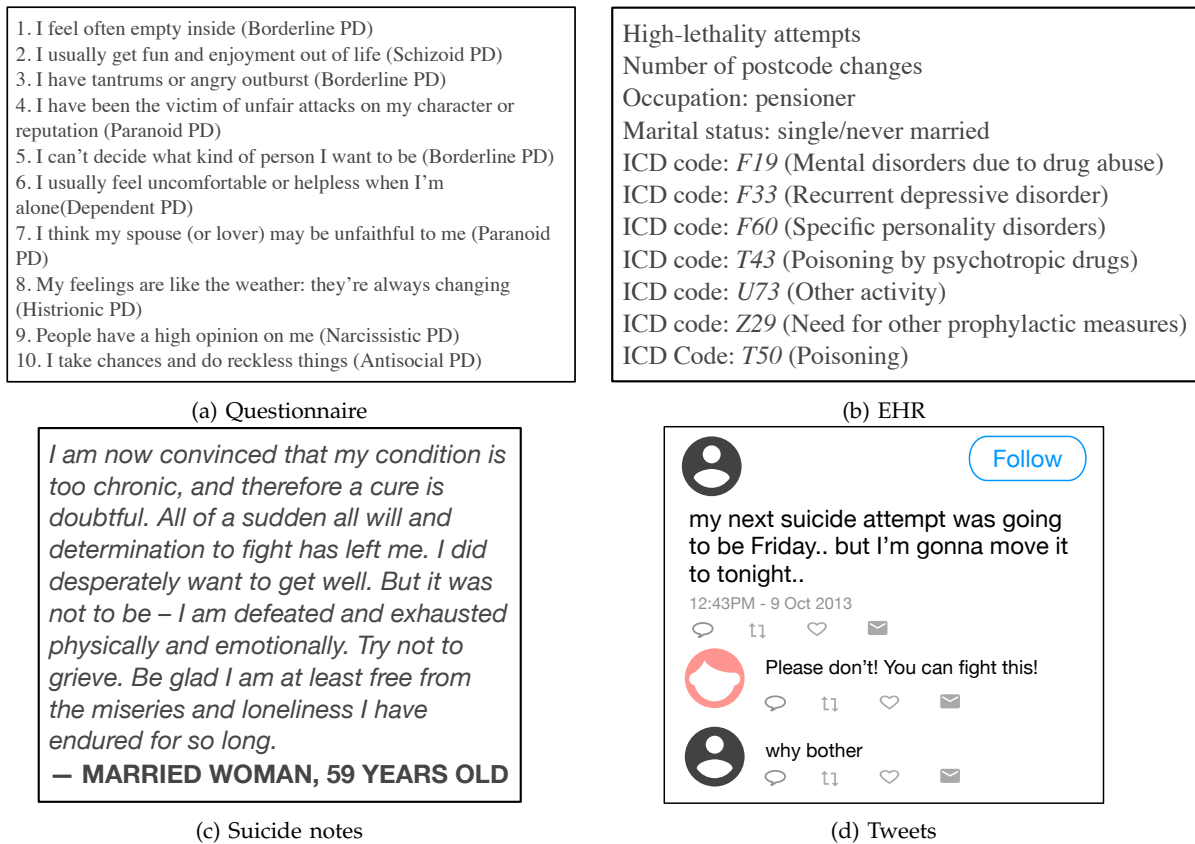 1. I feel often empty inside (Borderline PD)
2. I usually get fun and enjoyment out of life (Schizoid PD)
3. I have tantrums or angry outburst (Borderline PD)
4. I have been the victim of unfair attacks on my character or
reputation (Paranoid PD)
5. I can't decide what kind of person I want to be (Borderline PD)
6. I usually feel uncomfortable or helpless when I'm
alone(Dependent PD)
7. I think my spouse (or lover) may be unfaithful to me (Paranoid
PD)
8. My feelings are like the weather: they're always changing
(Histrionic PD)
9. People have a high opinion on me (Narcissistic PD)
10. I take chances and do reckless things (Antisocial PD)
(a) Questionnaire
High-lethality attempts
Number of postcode changes
Occupation: pensioner
Marital status: single/never married
ICD code: F19 (Mental disorders due to drug abuse)
ICD code: F33 (Recurrent depressive disorder)
ICD code: F60 (Specific personality disorders)
ICD code: T43 (Poisoning by psychotropic drugs)
ICD code: U73 (Other activity)
ICD code: Z29 (Need for other prophylactic measures)
ICD Code: T50 (Poisoning)
(b) EHR
I am now convinced that my condition is
too chronic, and therefore a cure is
doubtful. All of a sudden all will and
determination to fight has left me. I did
desperately want to get well. But it was
not to be – I am defeated and exhausted
physically and emotionally. Try not to
grieve. Be glad I am at least free from
the miseries and loneliness I have
endured for so long.
— MARRIED WOMAN, 59 YEARS OLD
(c) Suicide notes
Follow
my next suicide attempt was going
to be Friday.. but I'm gonna move it
to tonight..
12:43PM - 9 Oct 2013
Please don't! You can fight this!
why bother
(d) Tweets